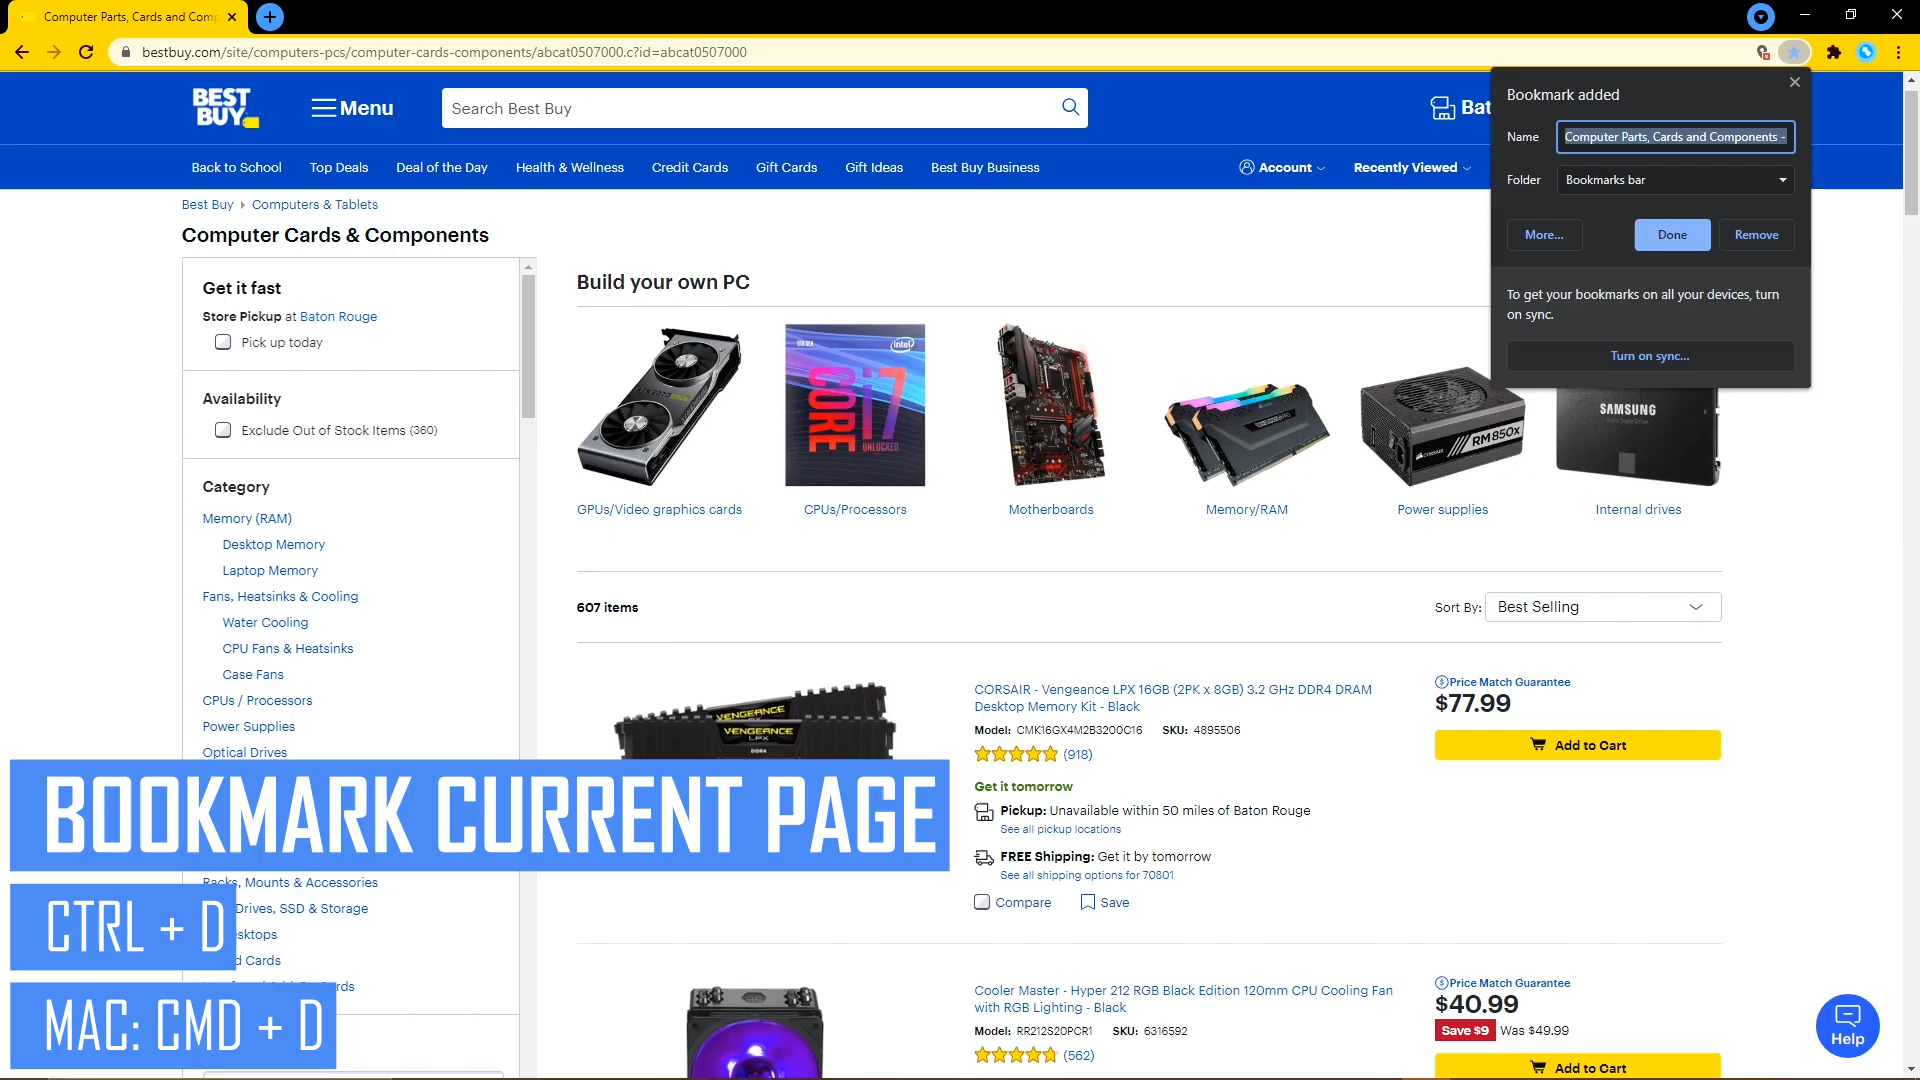 Computer Parts, Cards and Comp
bestbuy.com/site/computers-pcs/computer-cards-components/abcat0507000.c?id=abcat0507000
BEST BUY
Menu
Search Best Buy
Bat
Back to School
Top Deals
Deal of the Day
Health & Wellness
Credit Cards
Gift Cards
Gift Ideas
Best Buy Business
Account
Recently Viewed
Bookmark added
Name
Computer Parts, Cards and Components -
Folder
Bookmarks bar
More...
Done
Remove
To get your bookmarks on all your devices, turn
on sync.
Turn on sync...
Best Buy
Computers & Tablets
Computer Cards & Components
Get it fast
Store Pickup at Baton Rouge
Pick up today
Availability
Exclude Out of Stock Items (360)
Category
Memory (RAM)
Desktop Memory
Laptop Memory
Fans, Heatsinks & Cooling
Water Cooling
CPU Fans & Heatsinks
Case Fans
CPUs / Processors
Power Supplies
Optical Drives
Racks, Mounts & Accessories
Drives, SSD & Storage
Build your own PC
intel
CORE
i7
UNLOCKED
RM850x
SAMSUNG
GPUs/Video graphics cards
CPUs/Processors
Motherboards
Memory/RAM
Power supplies
Internal drives
607 items
Sort By:
Best Selling
VENGEANCE
VENGEANCE
LPX
DDR4
CORSAIR - Vengeance LPX 16GB (2PK x 8GB) 3.2 GHz DDR4 DRAM
Desktop Memory Kit - Black
Model: CMK16GX4M2B3200C16 SKU: 4895506
(918)
Get it tomorrow
Pickup: Unavailable within 50 miles of Baton Rouge
See all pickup locations
FREE Shipping: Get it by tomorrow
See all shipping options for 70801
Compare
Save
Price Match Guarantee
$77.99
Add to Cart
Cooler Master - Hyper 212 RGB Black Edition 120mm CPU Cooling Fan
with RGB Lighting - Black
Model: RR212S20PCR1 SKU: 6316592
(562)
Price Match Guarantee
$40.99
Save $9 Was $49.99
Add to Cart
Help
BOOKMARK CURRENT PAGE
CTRL + D
MAC: CMD + D